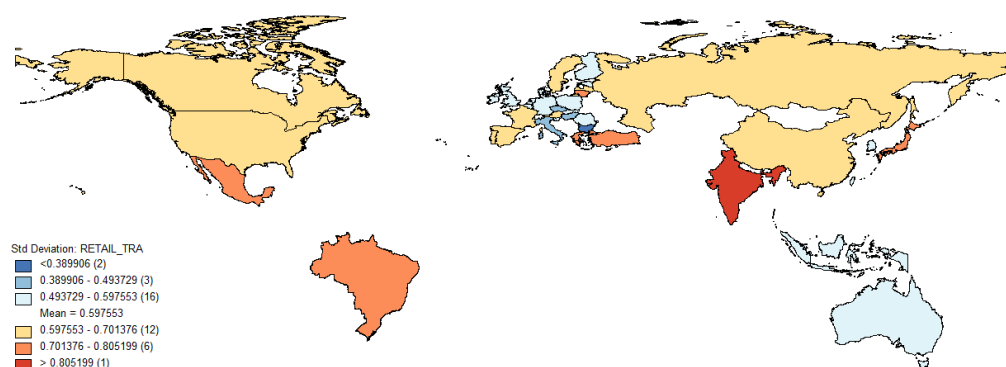 Std Deviation: RETAIL_TRA
<0.389906 (2)
0.389906 - 0.493729 (3)
0.493729 - 0.597553 (16)
Mean = 0.597553
0.597553 - 0.701376 (12)
0.701376 - 0.805199 (6)
> 0.805199 (1)